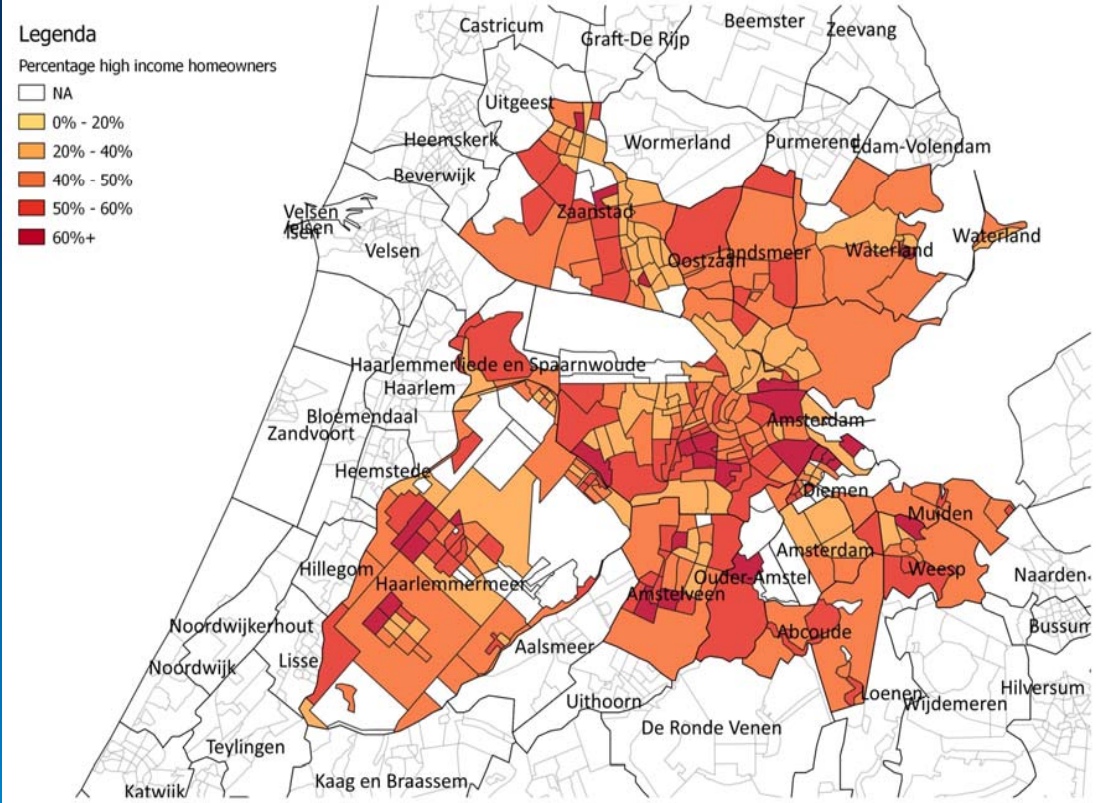 Legenda
Percentage high income homeowners
NA
0% - 20%
20% - 40%
40% - 50%
50% - 60%
60%+
Castricum
Graft-De Rijp
Beemster
Zeevang
Uitgeest
Heemskerk
Wormerland
Purmerend
Edam-Volendam
Beverwijk
Velsen
Zaanstad
Velsen
Oostzaan
Landsmeer
Waterland
Waterland
Haarlemmerliede en Spaarnwoude
Haarlem
Bloemendaal
Zandvoort
Amsterdam
Heemstede
Diemen
Muiden
Amsterdam
Hillegom
Haarlemmermeer
Ouder-Amstel
Weesp
Naarden
Amstelveen
Noordwijkerhout
Abcoude
Bussum
Lisse
Aalsmeer
Noordwijk
Uithoorn
Loenen
Wijdemeren
Hilversum
De Ronde Venen
Teylingen
Kaag en Braassem
Katwijk